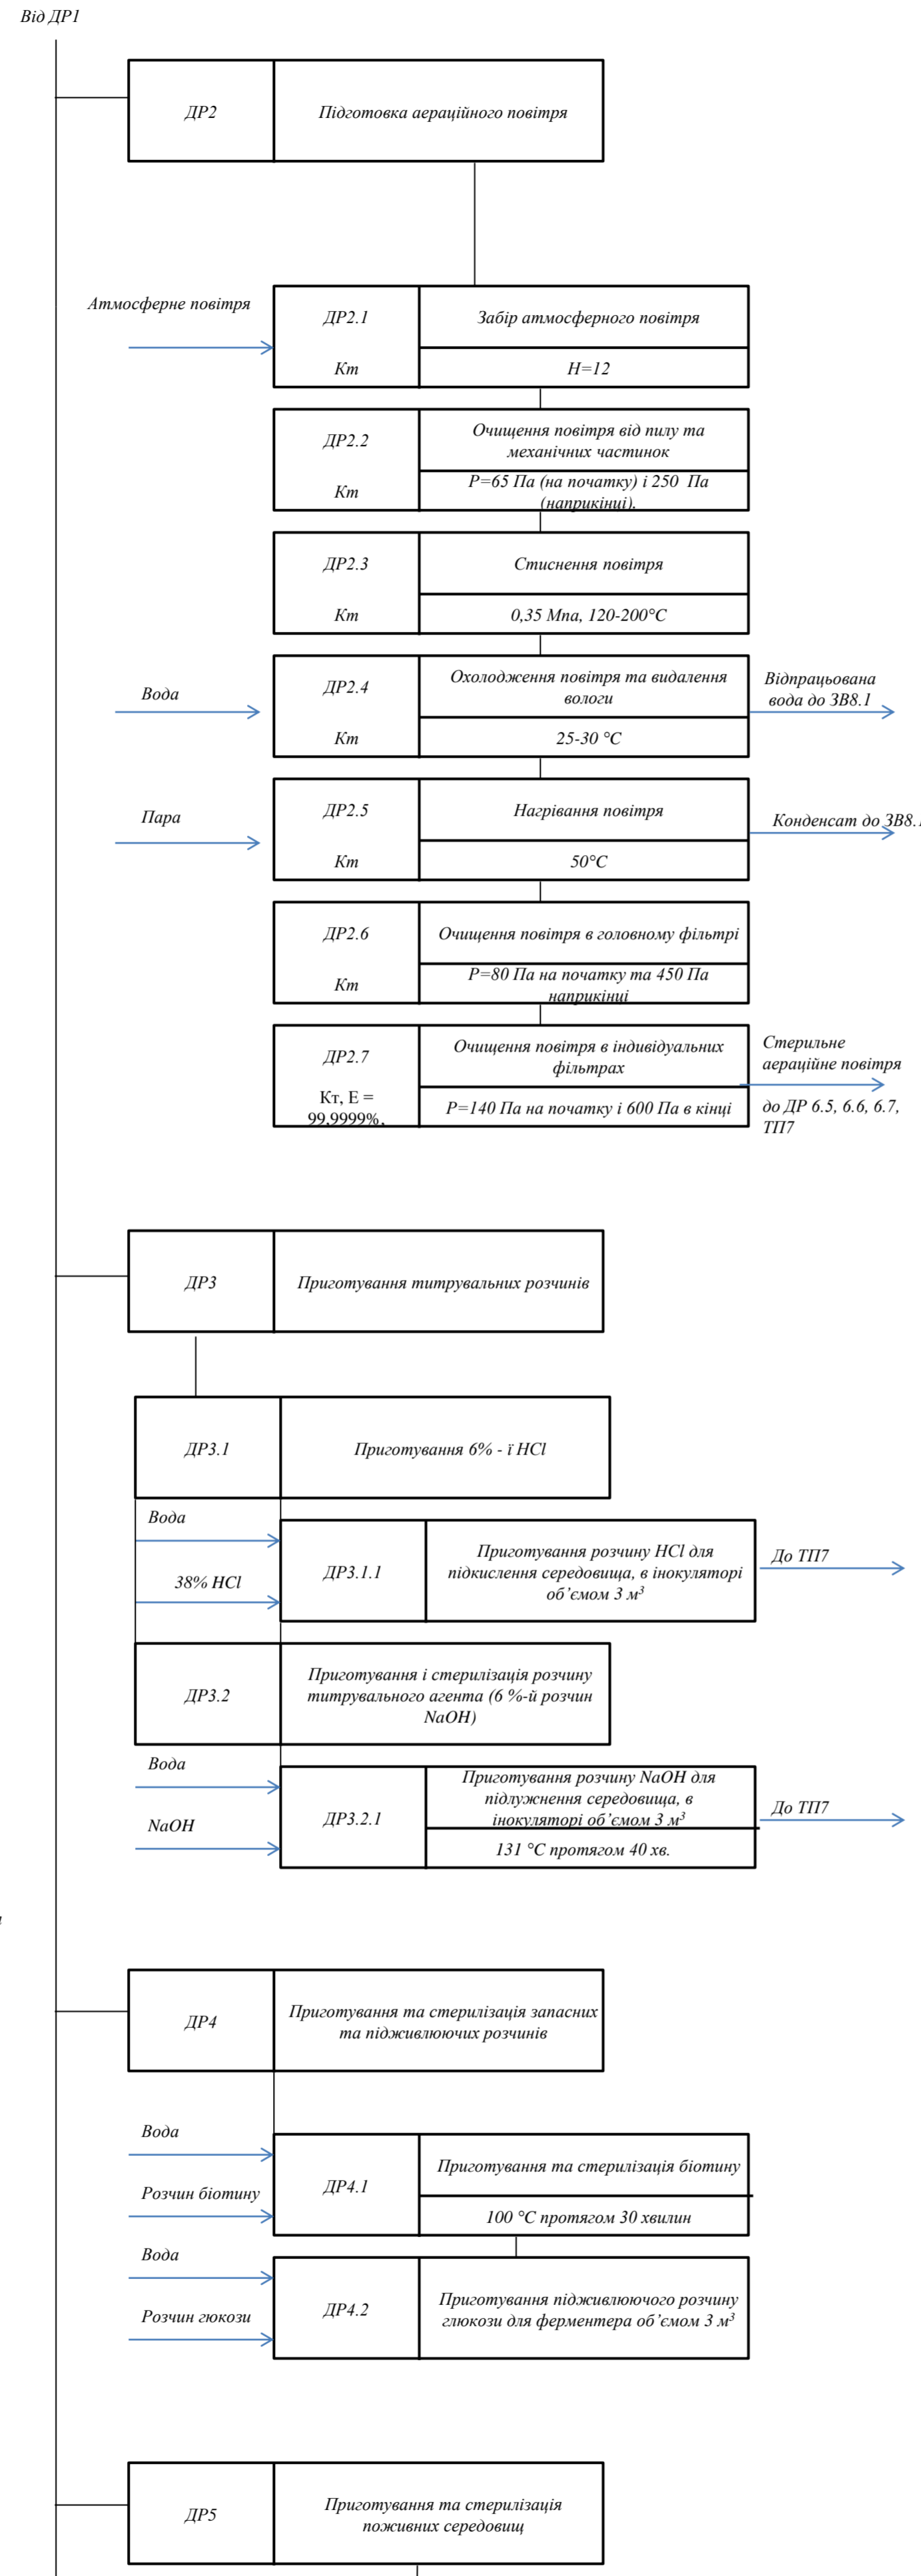 Від ДР1
ДР2
Підготовка аераційного повітря
Атмосферне повітря
ДР2.1
Забір атмосферного повітря
Кт
Н=12
ДР2.2
Очищення повітря від пилу та
механічних частинок
Кт
Р=65 Па (на початку) і 250 Па
(наприкінці).
ДР2.3
Стиснення повітря
Кт
0,35 Мпа, 120-200°С
Вода
ДР2.4
Охолодження повітря та видалення
вологи
Кт
25-30 °С
Відпрацьована
вода до ЗВ8.1
Пара
ДР2.5
Нагрівання повітря
Кт
50°С
Конденсат до ЗВ8.1
ДР2.6
Очищення повітря в головному фільтрі
Кт
Р=80 Па на початку та 450 Па
наприкінці
ДР2.7
Очищення повітря в індивідуальних
фільтрах
Кт, Е =
99,9999%,
Р=140 Па на початку і 600 Па в кінці
Стерильне
аераційне повітря
до ДР 6.5, 6.6, 6.7,
ТП7
ДР3
Приготування титрувальних розчинів
ДР3.1
Приготування 6% - ї HCl
Вода
38% HCl
ДР3.1.1
Приготування розчину HCl для
підкислення середовища, в інокуляторі
об’ємом 3 м³
До ТП7
ДР3.2
Приготування і стерилізація розчину
титрувального агента (6 %-й розчин
NaOH)
Вода
NaOH
ДР3.2.1
Приготування розчину NaOH для
підлужнення середовища, в
інокуляторі об’ємом 3 м³
131 °С протягом 40 хв.
До ТП7
ДР4
Приготування та стерилізація запасних
та підживлюючих розчинів
Вода
Розчин біотину
ДР4.1
Приготування та стерилізація біотину
100 °С протягом 30 хвилин
Вода
Розчин гюкози
ДР4.2
Приготування підживлюючого розчину
глюкози для ферментера об’ємом 3 м³
ДР5
Приготування та стерилізація
поживних середовищ